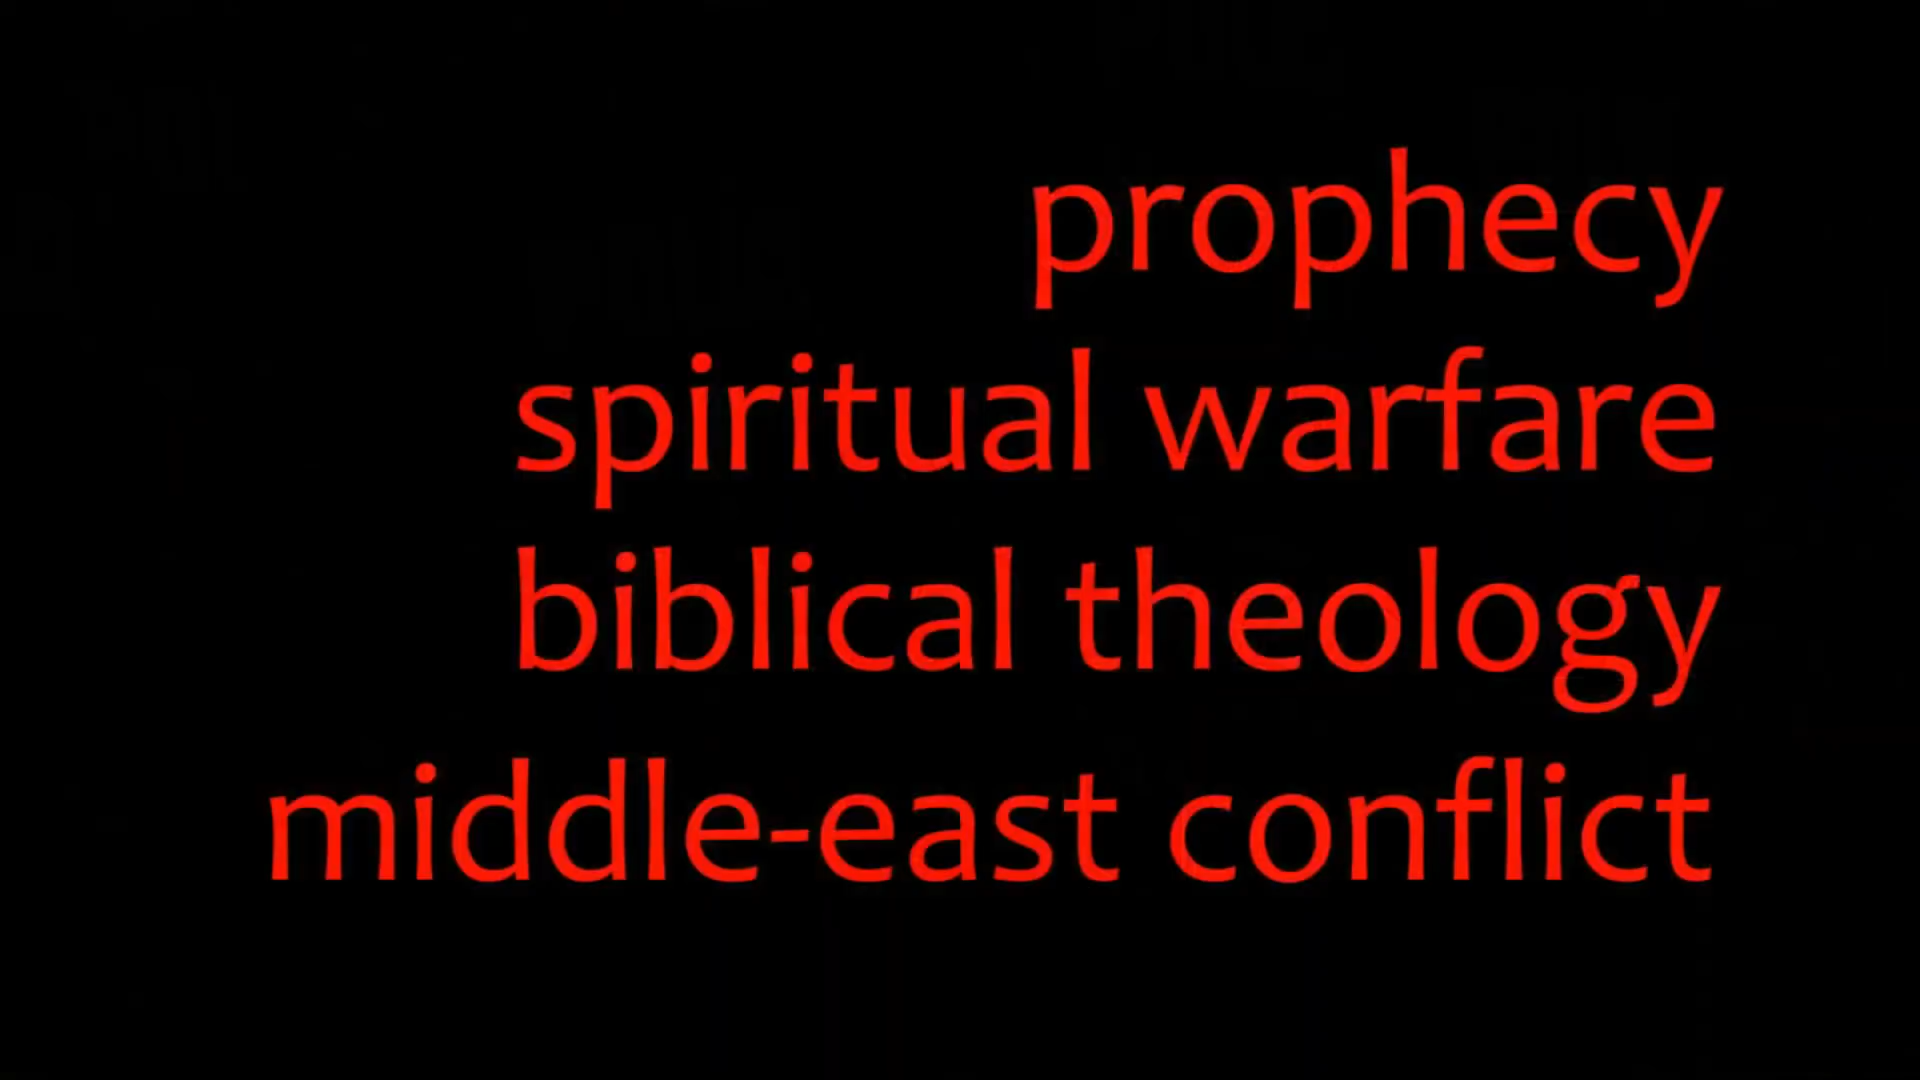 prophecy
spiritual warfare
biblical theology
middle-east conflict